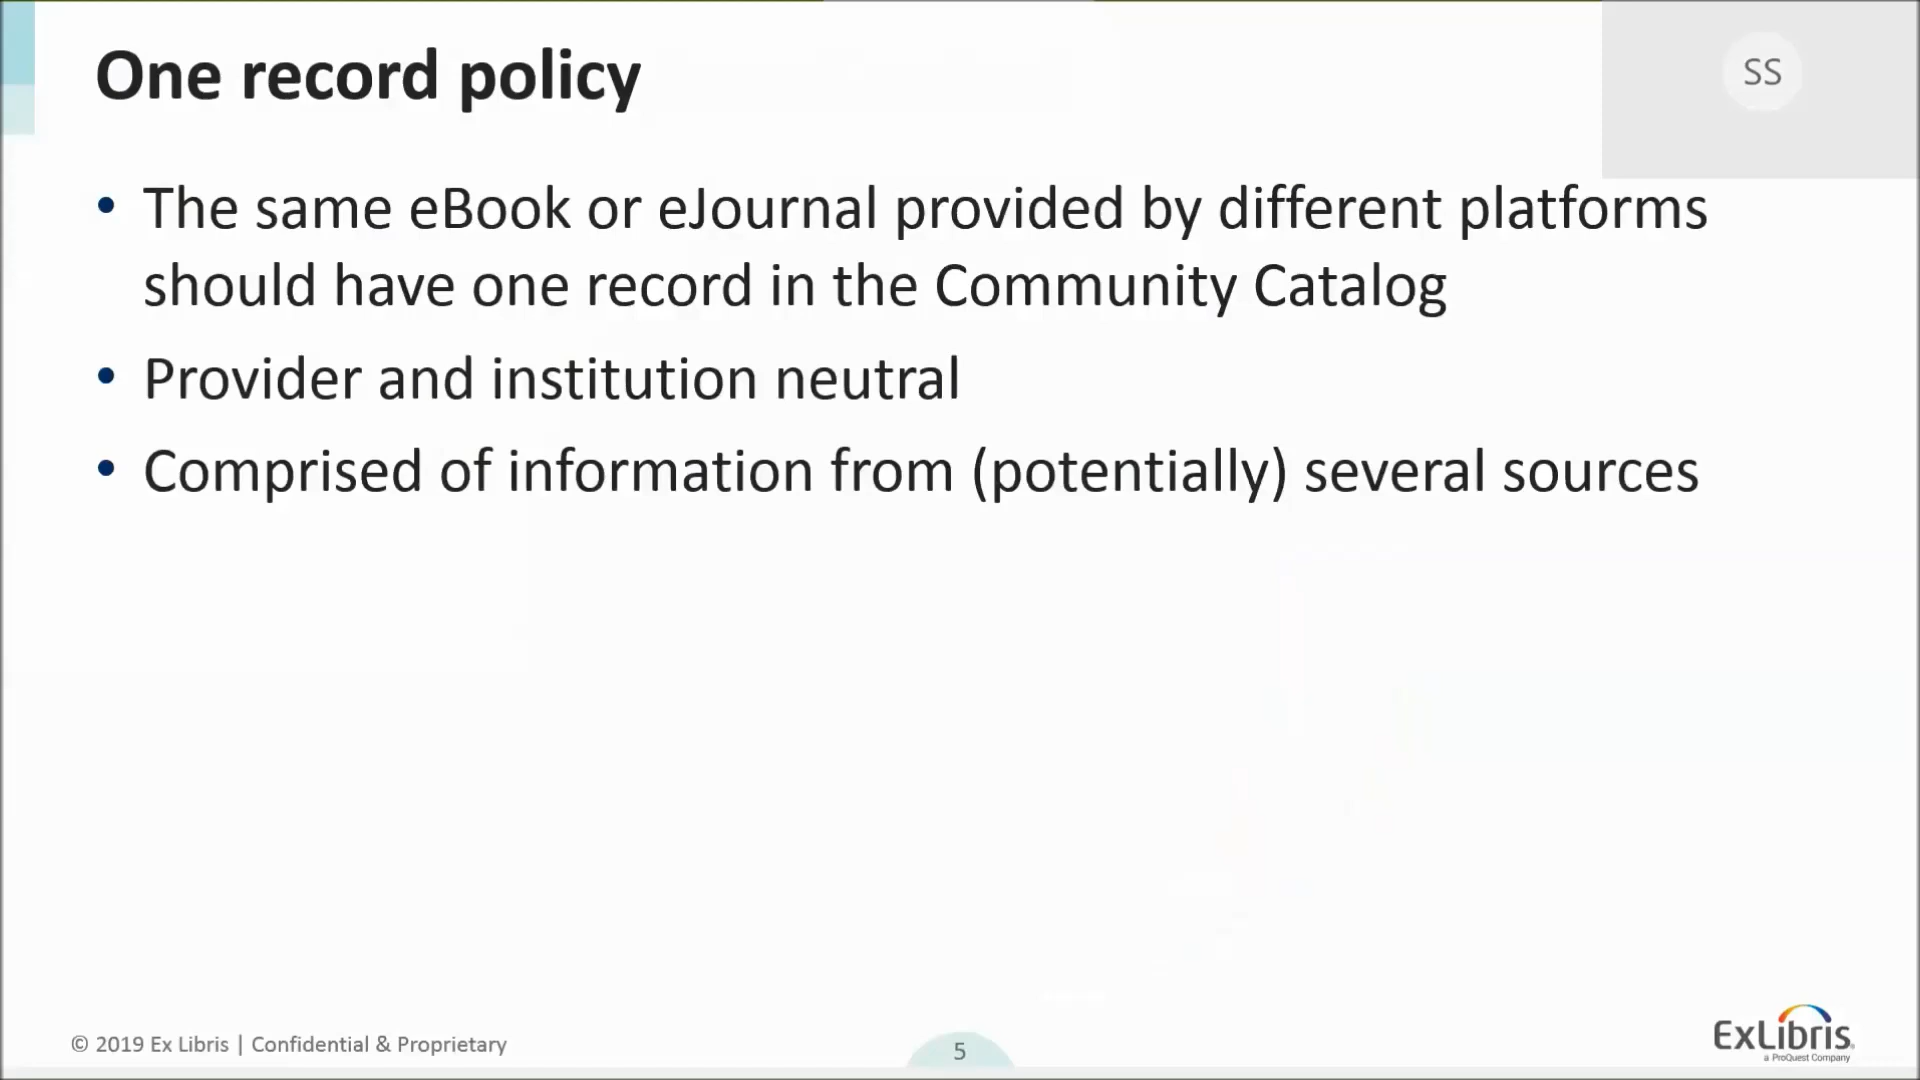 One record policy
SS
• The same eBook or eJournal provided by different platforms
should have one record in the Community Catalog
• Provider and institution neutral
• Comprised of information from (potentially) several sources
© 2019 Ex Libris | Confidential & Proprietary
5
ExLibris
a ProQuest Company